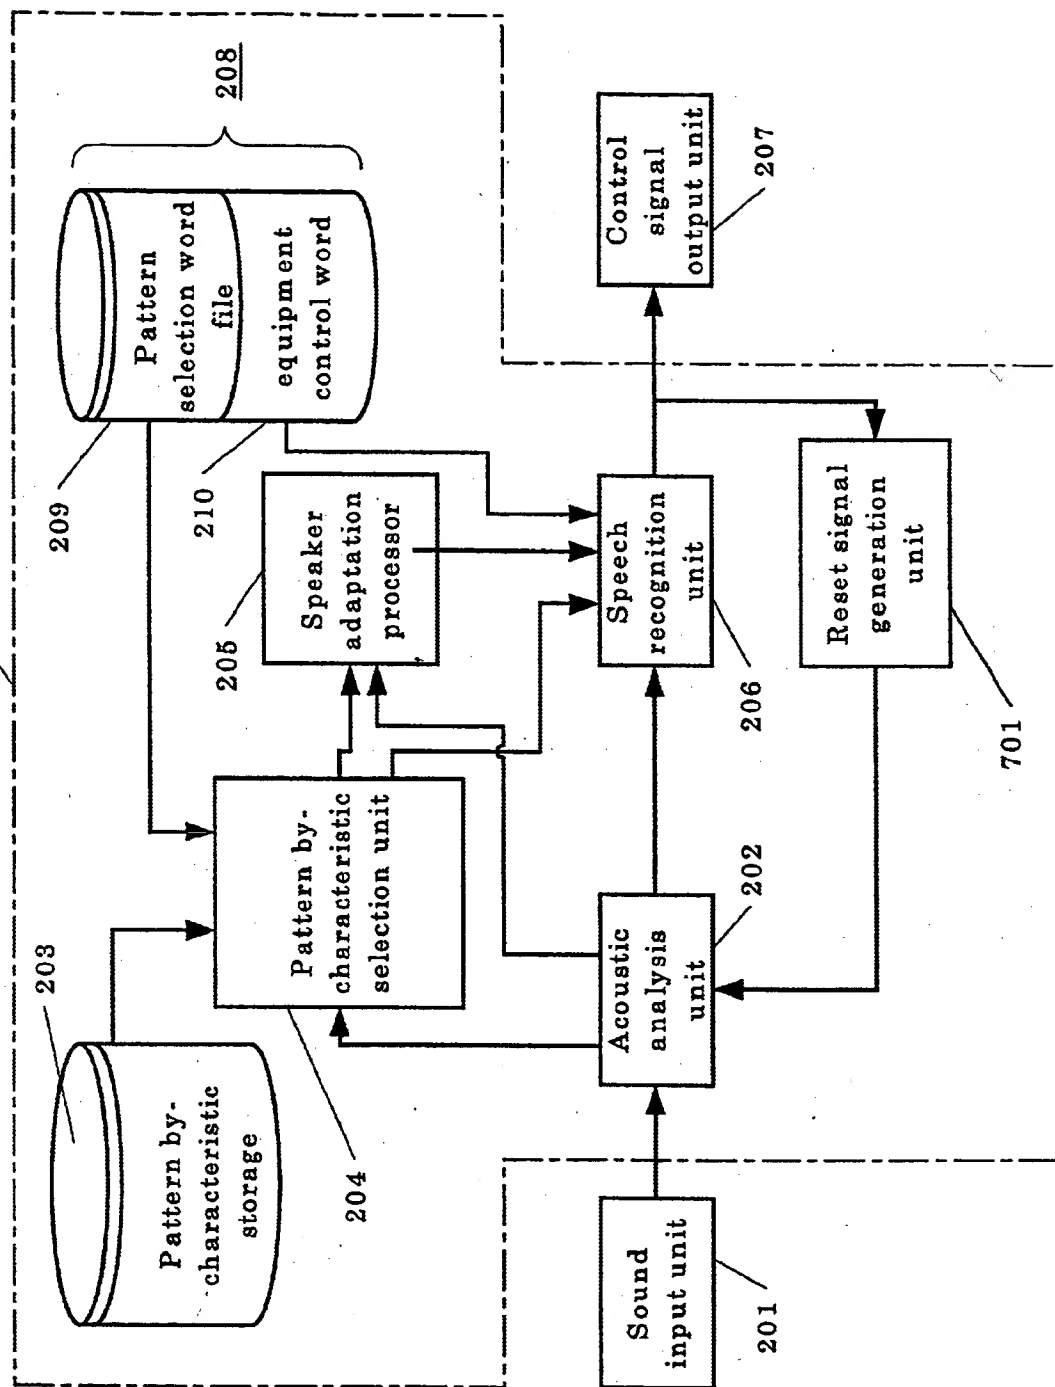 203
Pattern by-
characteristic
storage
204
Pattern by-
characteristic
selection unit
205
Speaker
adaptation
processor
209
210
Pattern
selection word
file
equipment
control word
208
201
Sound
input unit
Acoustic
analysis
unit
202
Speech
recognition
unit
206
Control
signal
output unit
207
Reset signal
generation
unit
701